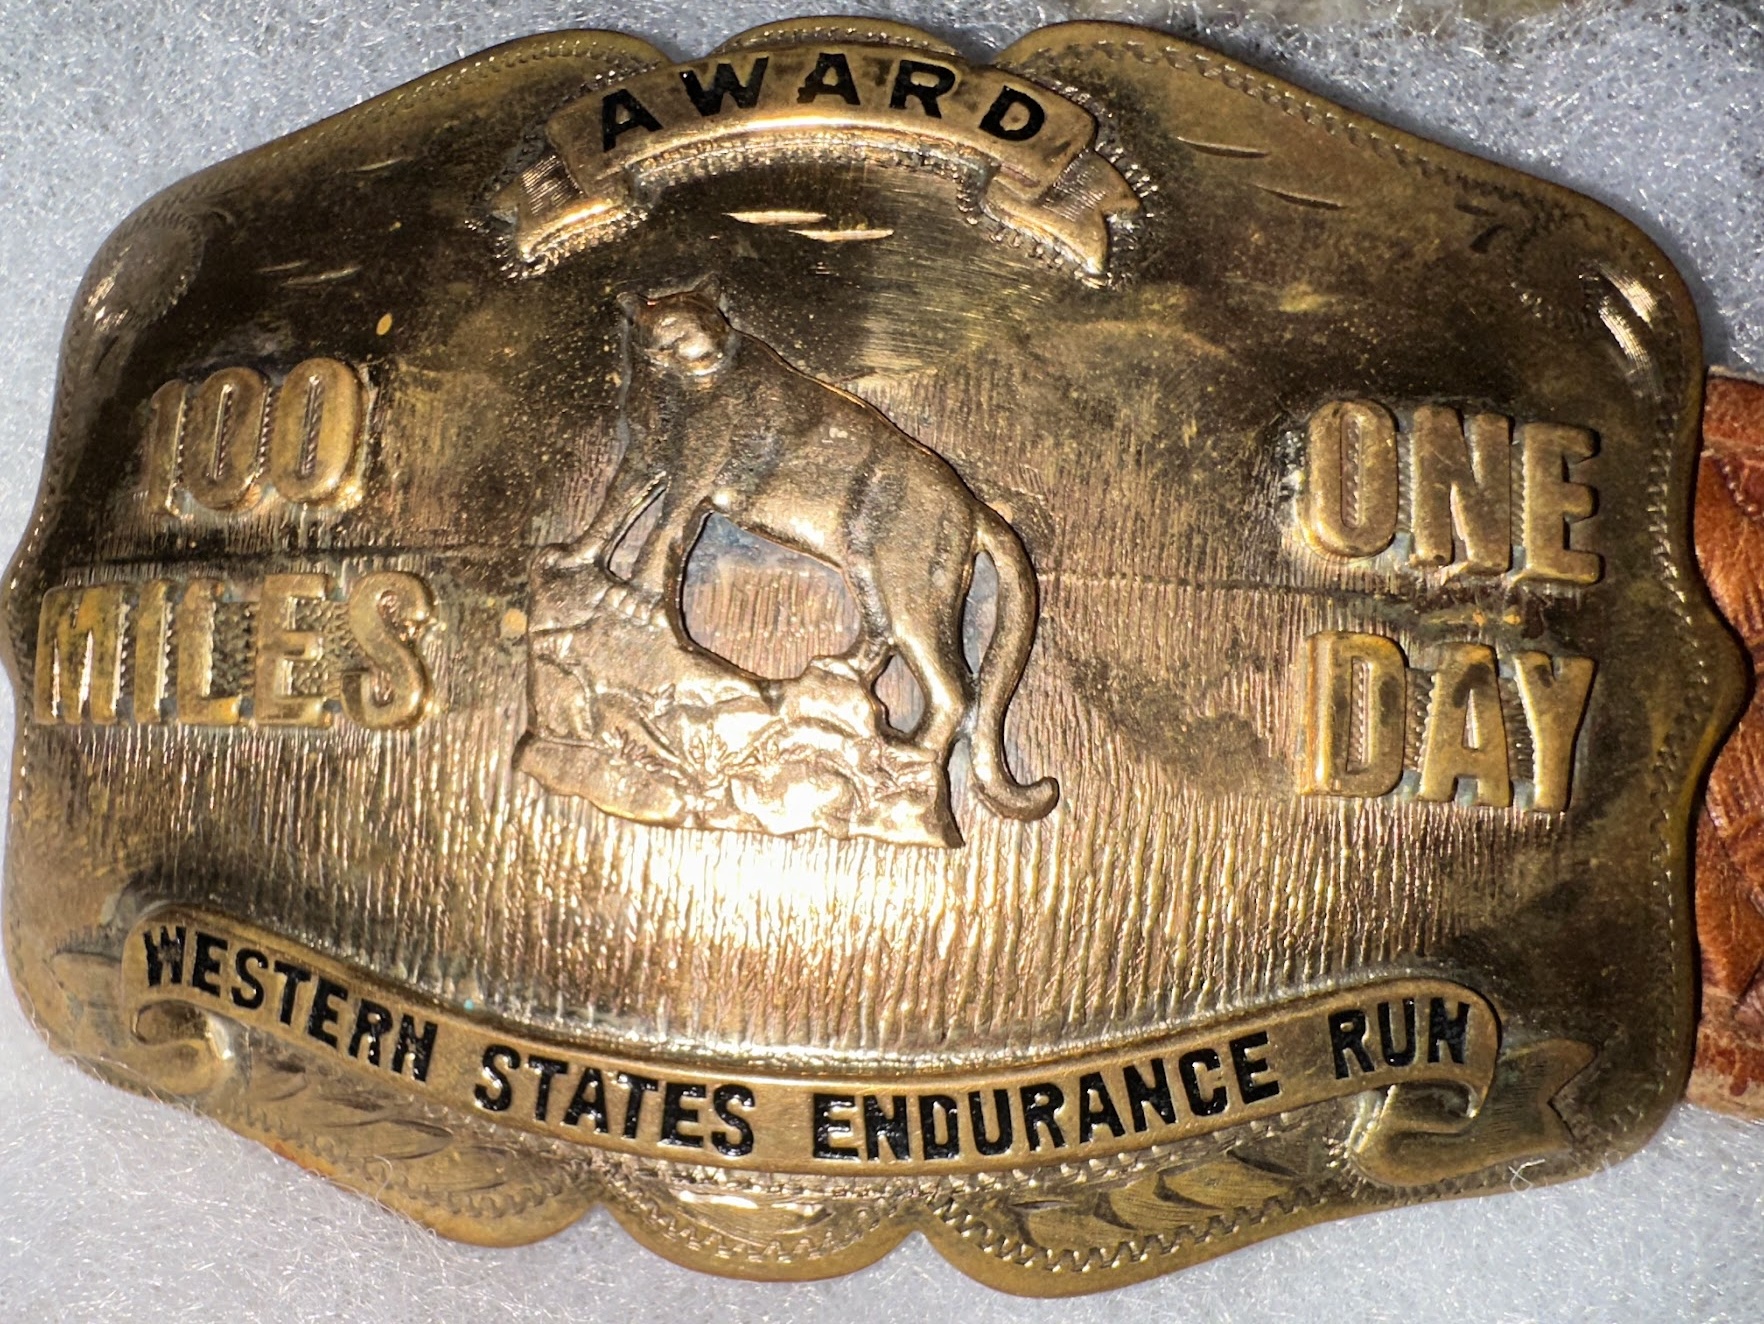 AWARD
100
MILES
ONE
DAY
WESTERN STATES ENDURANCE RUN